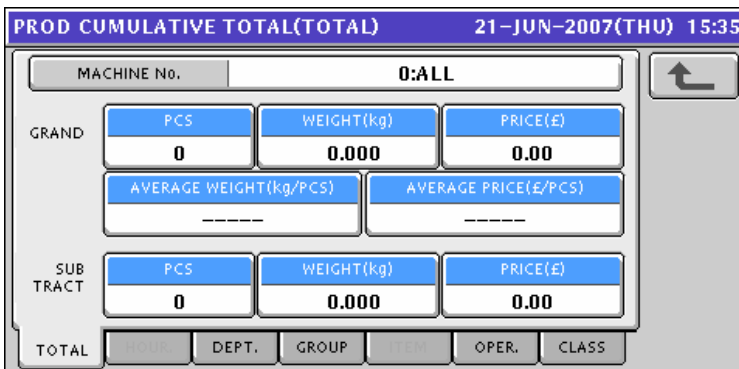 PROD CUMULATIVE TOTAL(TOTAL) 21-JUN-2007(THU) 15:35
MACHINE No. 0:ALL
GRAND
PCS WEIGHT(kg) PRICE(£)
0 0.000 0.00
AVERAGE WEIGHT(kg/PCS) AVERAGE PRICE(£/PCS)
----- -----
SUB
TRACT
PCS WEIGHT(kg) PRICE(£)
0 0.000 0.00
TOTAL HOUR. DEPT. GROUP ITEM OPER. CLASS